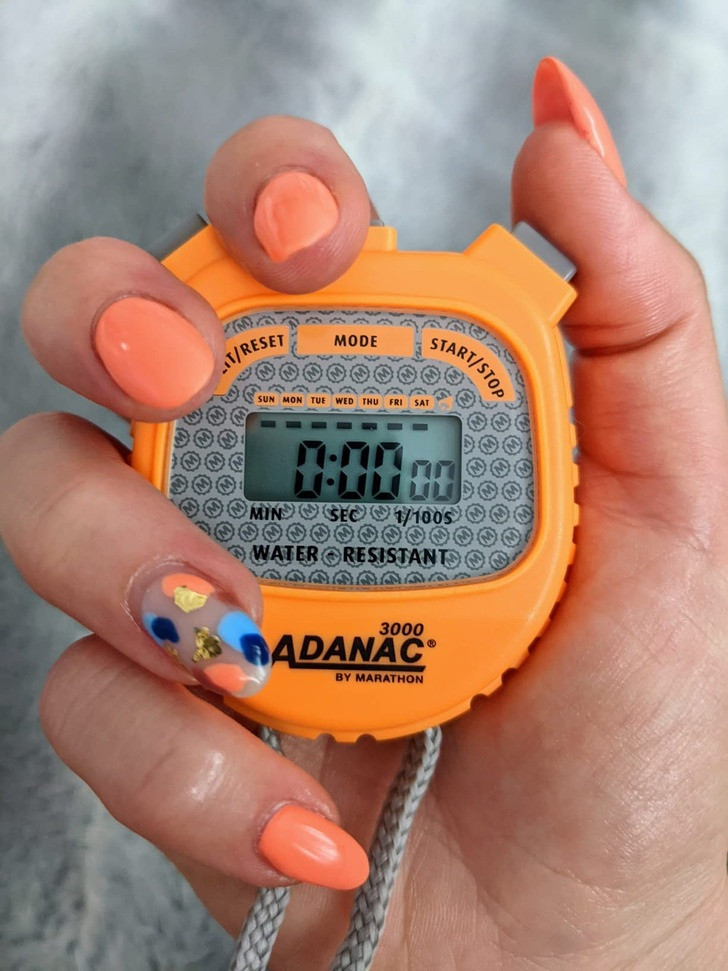 IT/RESET MODE START/STOP
SUN MON TUE WED THU FRI SAT
0:00 00
MIN SEC 1/100S
WATER - RESISTANT
3000
ADANAC®
BY MARATHON